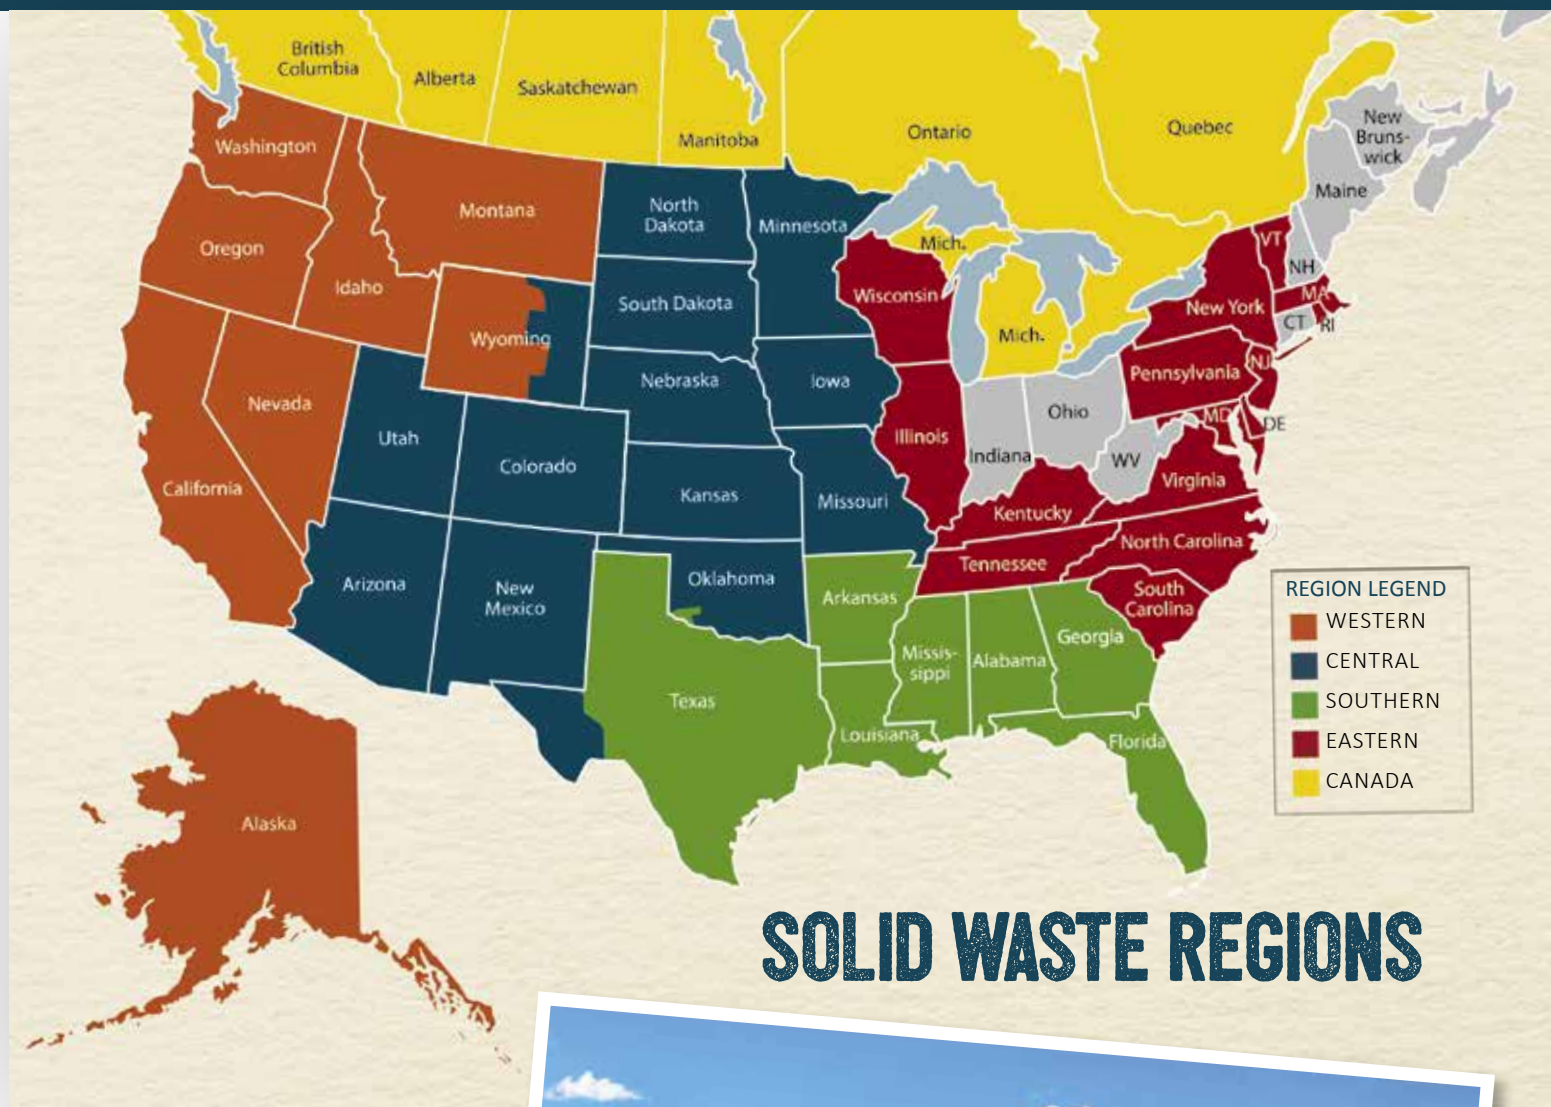 British
Columbia
Alberta
Saskatchewan
Manitoba
Ontario
Quebec
New
Bruns-
wick
Maine
Washington
Montana
North
Dakota
Minnesota
Mich.
VT
NH
Oregon
Idaho
South Dakota
Wisconsin
MA
New York
CT
RI
Wyoming
Mich.
Nebraska
Iowa
Pennsylvania
NJ
Nevada
Utah
Colorado
Illinois
Ohio
MD
DE
Indiana
WV
California
Kansas
Missouri
Virginia
Kentucky
North Carolina
Arizona
New
Mexico
Oklahoma
Arkansas
Tennessee
South
Carolina
Georgia
Missis-
sippi
Alabama
Texas
Louisiana
Florida
Alaska
REGION LEGEND
WESTERN
CENTRAL
SOUTHERN
EASTERN
CANADA
SOLID WASTE REGIONS